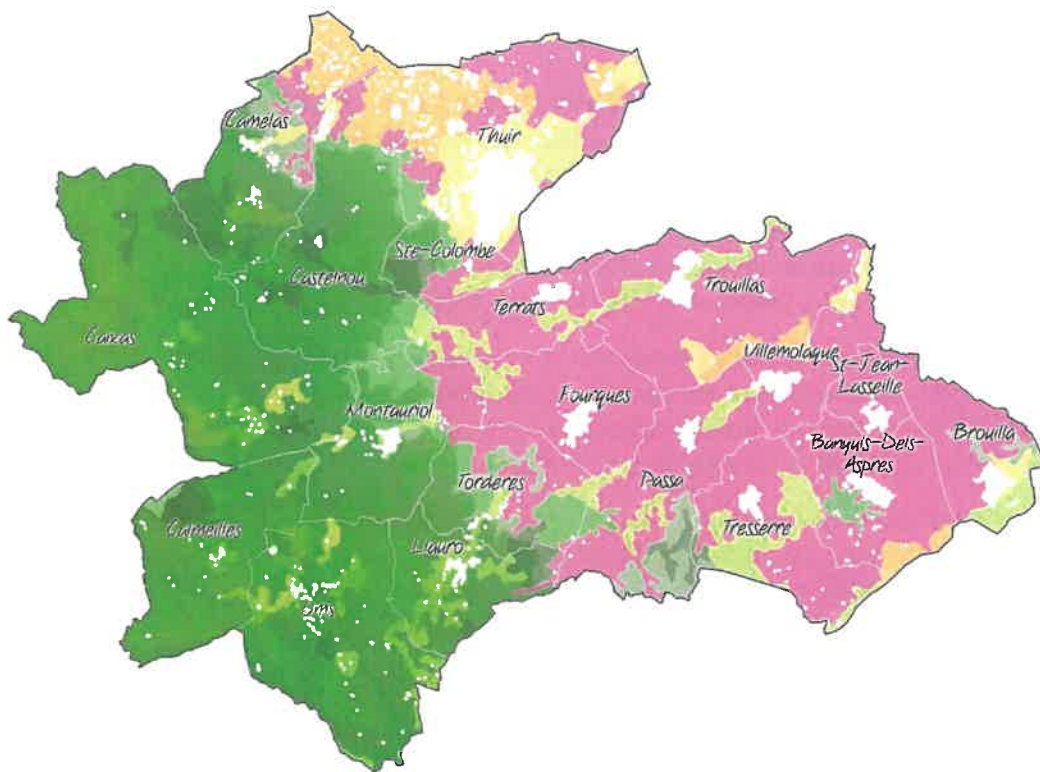 Camélas
Thuir
Ste-Colombe
Castelnou
Terrats
Trouillas
Caixas
Villemolaque
St-Jean-
Lasseille
Fourques
Montauriol
Brouilla
Banyuls-Dels-
Aspres
Tordères
Passa
Tresserre
Calmeilles
Llauro
Oms